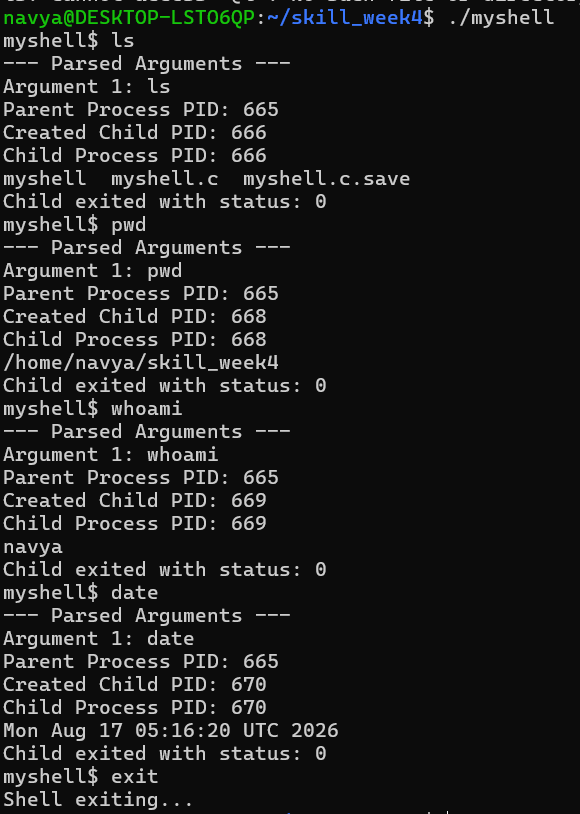 navya@DESKTOP-LSTO6QP:~/skill_week4$ ./myshell
myshell$ ls
--- Parsed Arguments ---
Argument 1: ls
Parent Process PID: 665
Created Child PID: 666
Child Process PID: 666
myshell  myshell.c  myshell.c.save
Child exited with status: 0
myshell$ pwd
--- Parsed Arguments ---
Argument 1: pwd
Parent Process PID: 665
Created Child PID: 668
Child Process PID: 668
/home/navya/skill_week4
Child exited with status: 0
myshell$ whoami
--- Parsed Arguments ---
Argument 1: whoami
Parent Process PID: 665
Created Child PID: 669
Child Process PID: 669
navya
Child exited with status: 0
myshell$ date
--- Parsed Arguments ---
Argument 1: date
Parent Process PID: 665
Created Child PID: 670
Child Process PID: 670
Mon Aug 17 05:16:20 UTC 2026
Child exited with status: 0
myshell$ exit
Shell exiting...